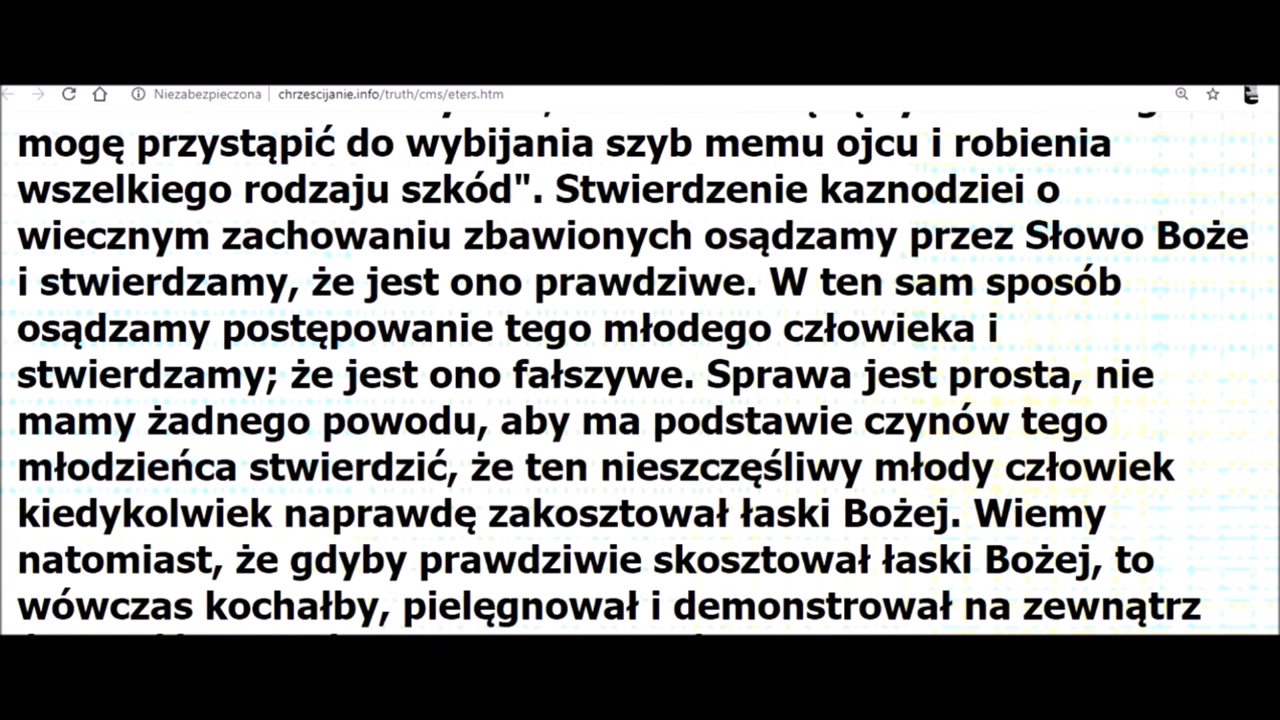 Niezabezpieczona chrzescijanie.info/truth/cms/eters.htm
mogę przystąpić do wybijania szyb memu ojcu i robienia
wszelkiego rodzaju szkód". Stwierdzenie kaznodziei o
wiecznym zachowaniu zbawionych osądzamy przez Słowo Boże
i stwierdzamy, że jest ono prawdziwe. W ten sam sposób
osądzamy postępowanie tego młodego człowieka i
stwierdzamy; że jest ono fałszywe. Sprawa jest prosta, nie
mamy żadnego powodu, aby ma podstawie czynów tego
młodzieńca stwierdzić, że ten nieszczęśliwy młody człowiek
kiedykolwiek naprawdę zakosztował łaski Bożej. Wiemy
natomiast, że gdyby prawdziwie skosztował łaski Bożej, to
wówczas kochałby, pielęgnował i demonstrował na zewnątrz